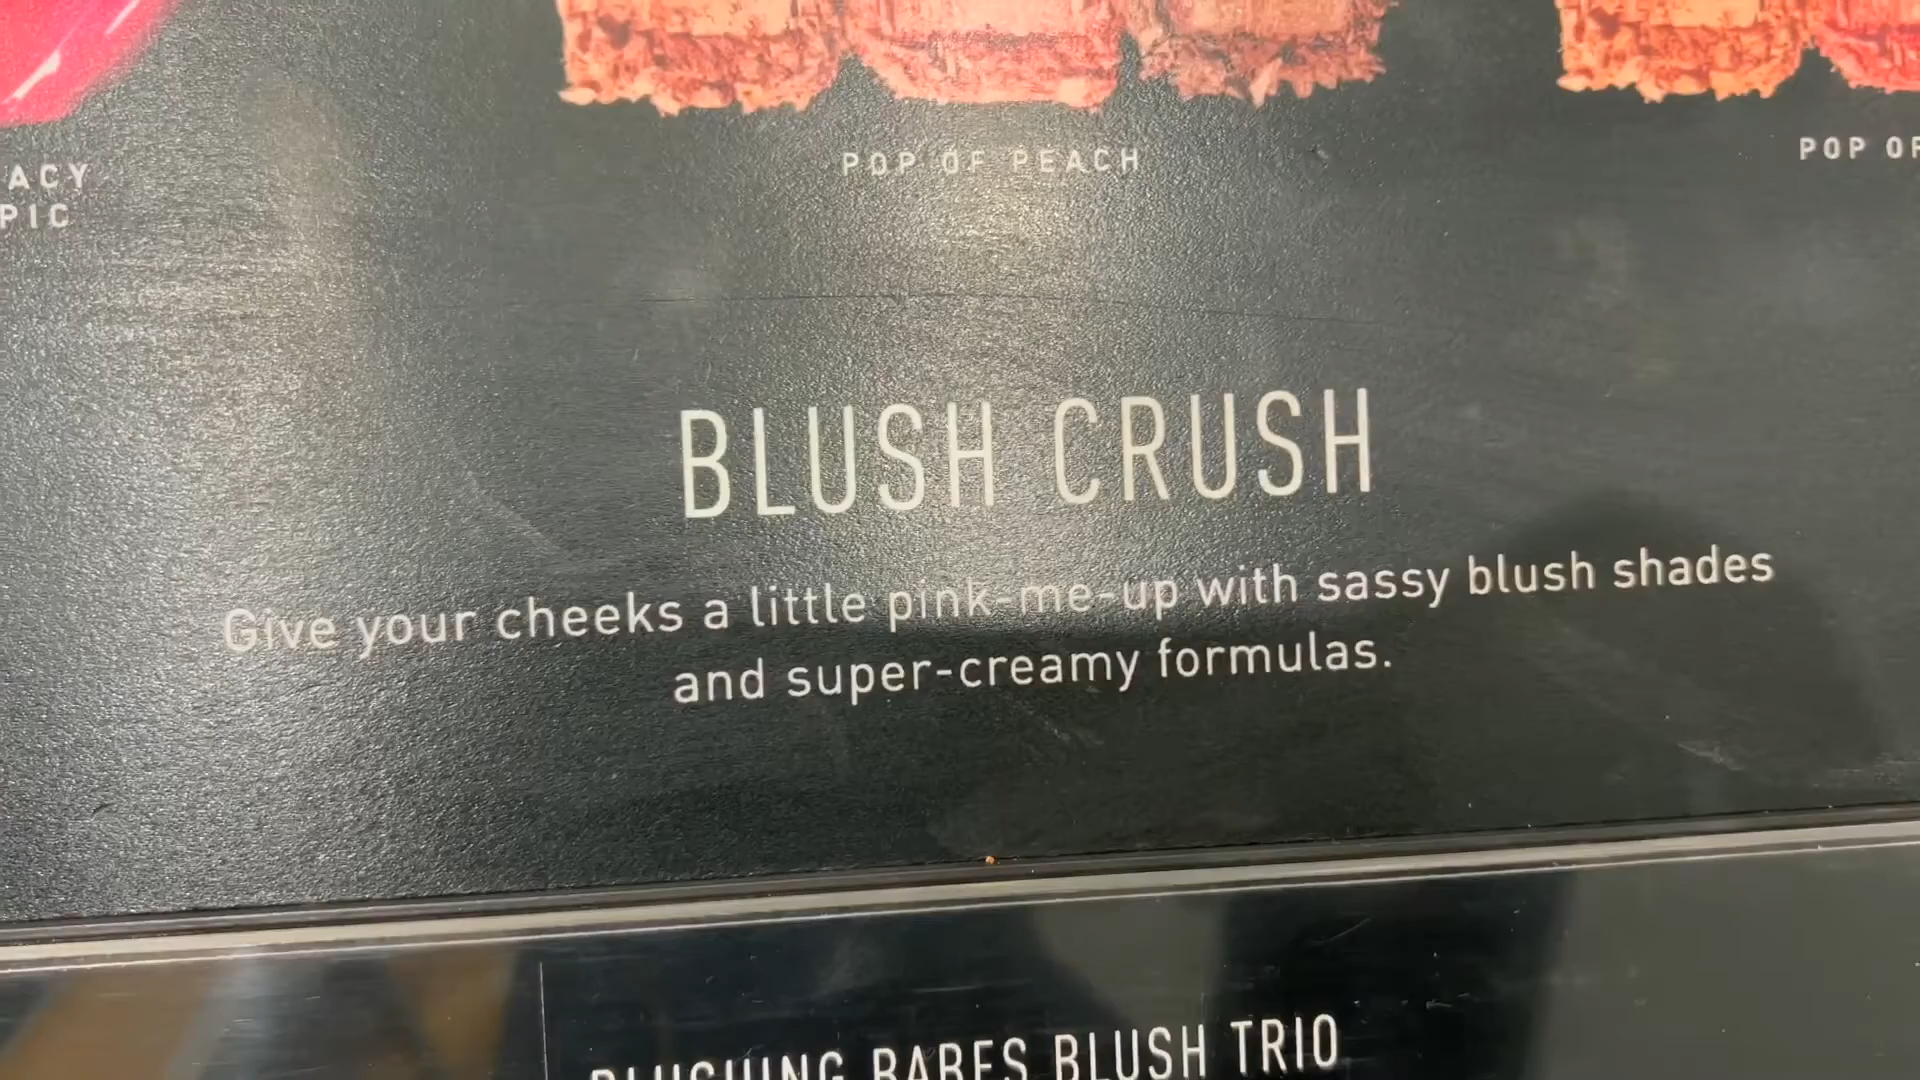 ACY
PIC
POP OF PEACH
POP OF
BLUSH CRUSH
Give your cheeks a little pink-me-up with sassy blush shades
and super-creamy formulas.
BLUSHING BABES BLUSH TRIO